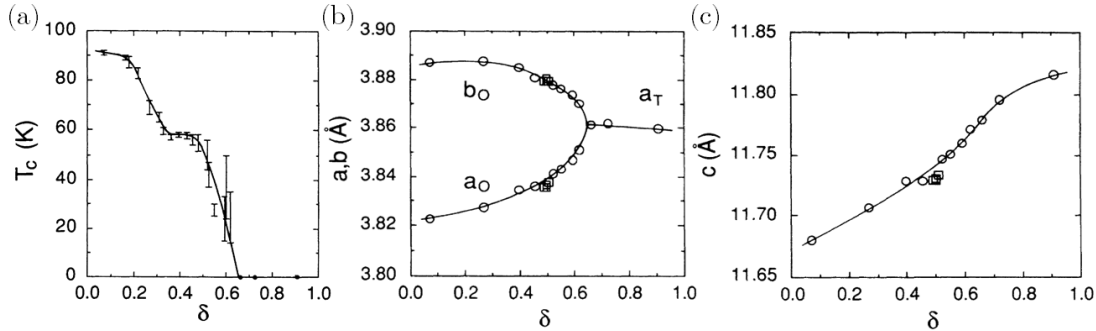 (a)
100
80
60
40
20
0
T_c (K)
0.0 0.2 0.4 0.6 0.8 1.0
δ
(b)
3.90
3.88
3.86
3.84
3.82
3.80
a,b (Å)
b_O
a_O
a_T
0.0 0.2 0.4 0.6 0.8 1.0
δ
(c)
11.85
11.80
11.75
11.70
11.65
c (Å)
0.0 0.2 0.4 0.6 0.8 1.0
δ